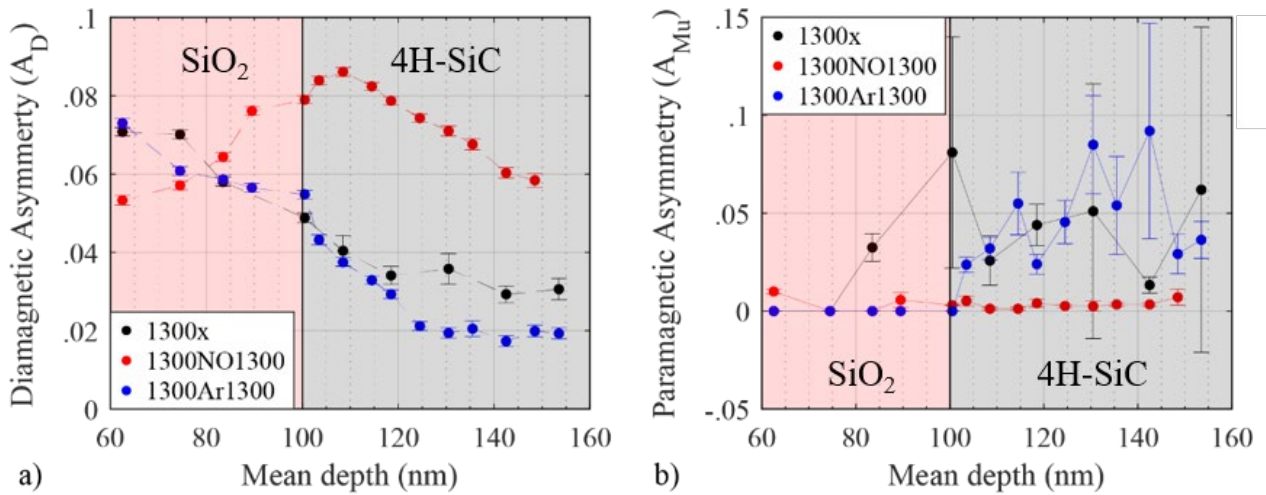 Diamagnetic Asymmerty (A_D)
.1
.08
.06
.04
.02
0
SiO₂
4H-SiC
1300x
1300NO1300
1300Ar1300
60 80 100 120 140 160
Mean depth (nm)
a)
Paramagnetic Asymmetry (A_Mu)
.15
.1
.05
0
-.05
1300x
1300NO1300
1300Ar1300
SiO₂
4H-SiC
60 80 100 120 140 160
Mean depth (nm)
b)